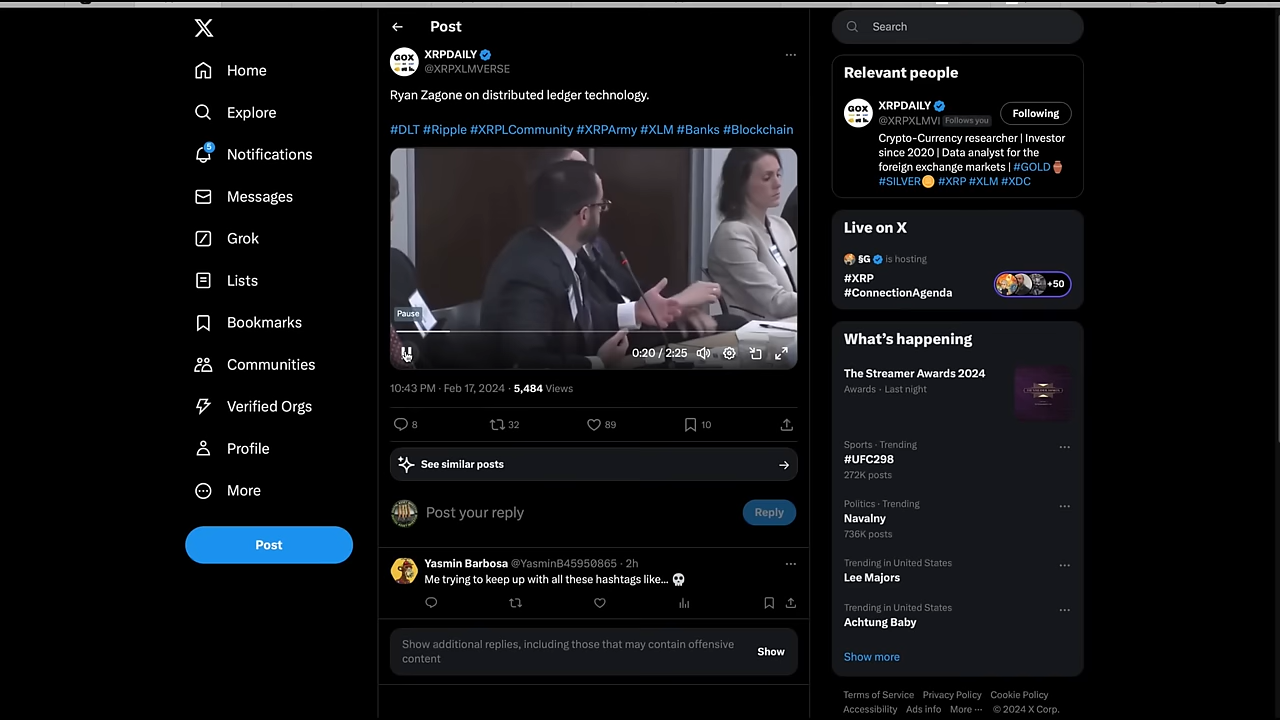 Home
Explore
5
Notifications
Messages
Grok
Lists
Bookmarks
Communities
Verified Orgs
Profile
More
Post
Post
GOX
XRPDAILY
@XRPXLMVERSE
Ryan Zagone on distributed ledger technology.
#DLT #Ripple #XRPLCommunity #XRPArmy #XLM #Banks #Blockchain
Pause
0:20 / 2:25
10:43 PM · Feb 17, 2024 · 5,484 Views
8 32 89 10
See similar posts
Post your reply
Reply
Yasmin Barbosa @YasminB45950865 · 2h
Me trying to keep up with all these hashtags like... 💀
Show additional replies, including those that may contain offensive
content
Show
Search
Relevant people
GOX
XRPDAILY
@XRPXLMVI Follows you
Following
Crypto-Currency researcher | Investor
since 2020 | Data analyst for the
foreign exchange markets | #GOLD⚱️
#SILVER🪙 #XRP #XLM #XDC
Live on X
§G is hosting
#XRP
#ConnectionAgenda
+50
What's happening
The Streamer Awards 2024
Awards · Last night
Sports · Trending
#UFC298
272K posts
Politics · Trending
Navalny
736K posts
Trending in United States
Lee Majors
Trending in United States
Achtung Baby
Show more
Terms of Service Privacy Policy Cookie Policy
Accessibility Ads info More ··· © 2024 X Corp.